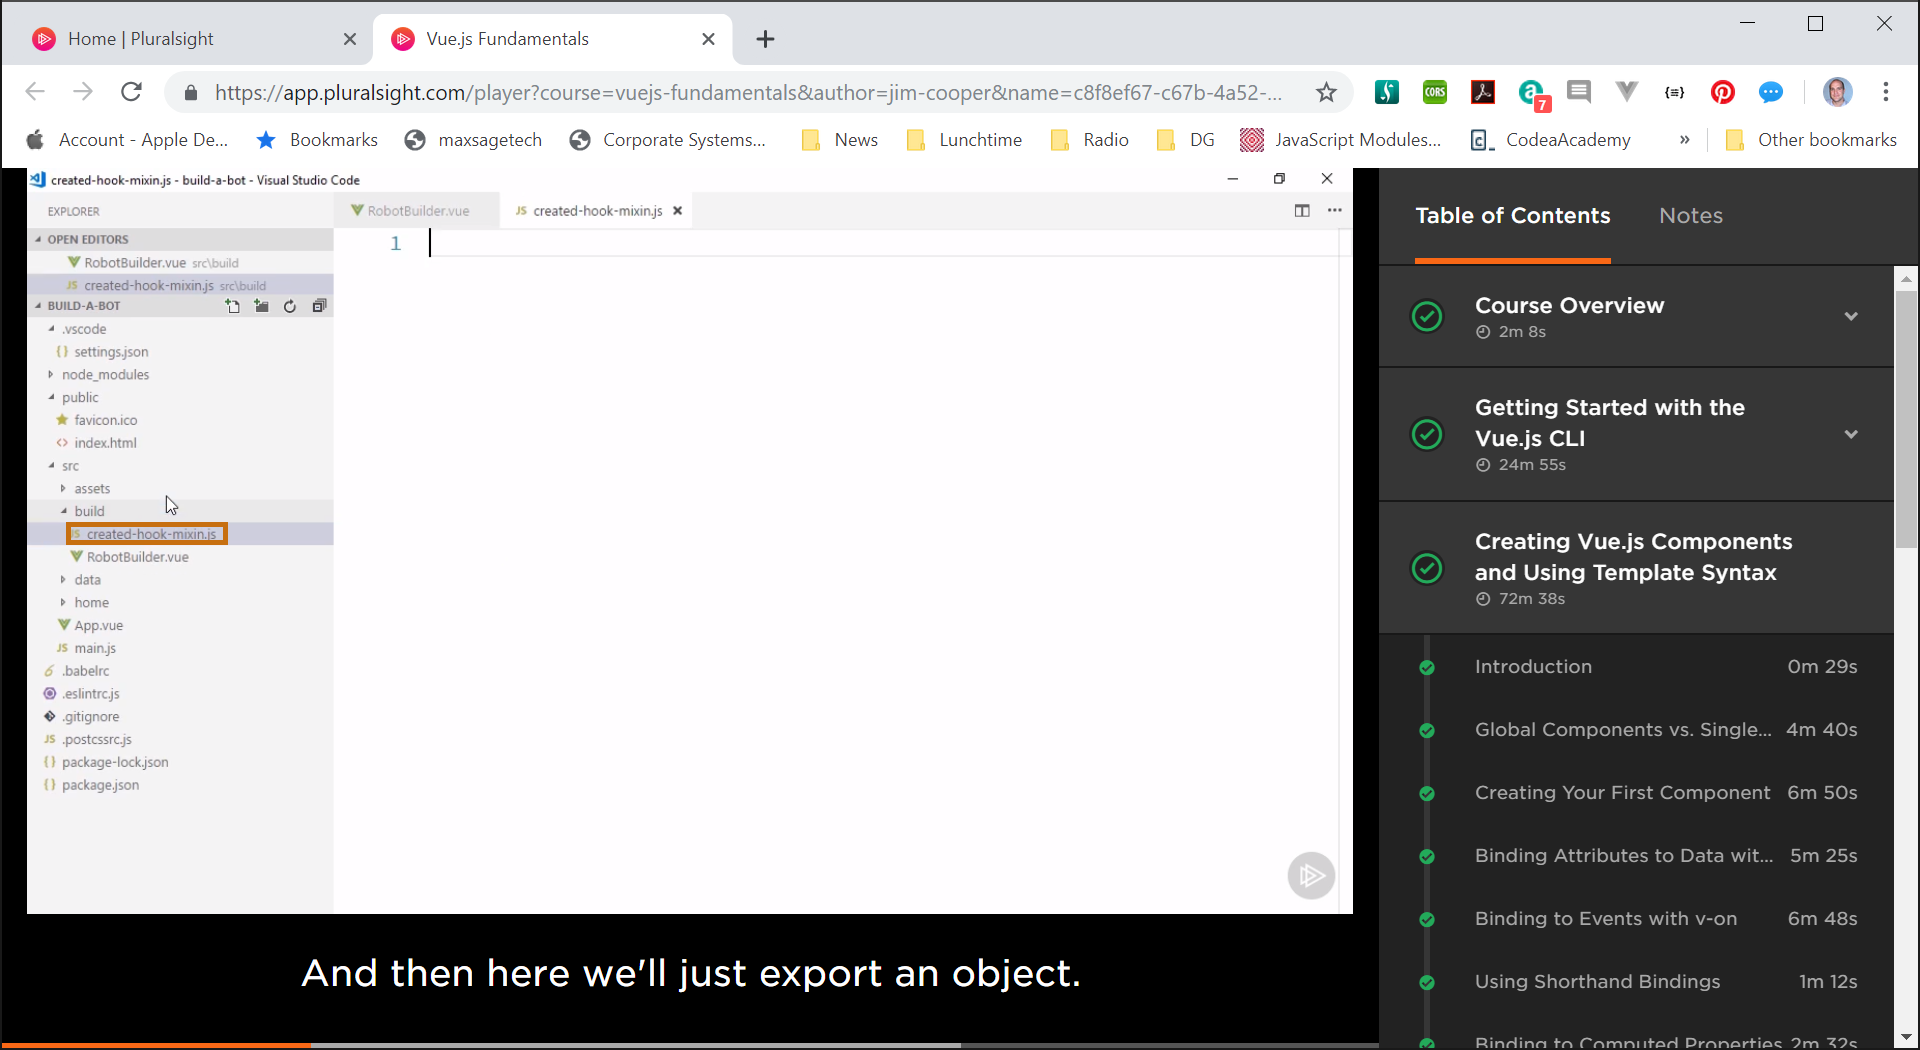 Home | Pluralsight
Vue.js Fundamentals
https://app.pluralsight.com/player?course=vuejs-fundamentals&author=jim-cooper&name=c8f8ef67-c67b-4a52-...
CORS
a
7
{≡}
Account - Apple De...
Bookmarks
maxsagetech
Corporate Systems...
News
Lunchtime
Radio
DG
JavaScript Modules...
CodeaAcademy
»
Other bookmarks
created-hook-mixin.js - build-a-bot - Visual Studio Code
EXPLORER
RobotBuilder.vue
JS created-hook-mixin.js
OPEN EDITORS
RobotBuilder.vue src\build
JS created-hook-mixin.js src\build
BUILD-A-BOT
.vscode
{} settings.json
node_modules
public
favicon.ico
<> index.html
src
assets
build
JS created-hook-mixin.js
RobotBuilder.vue
data
home
App.vue
JS main.js
.babelrc
.eslintrc.js
.gitignore
JS .postcssrc.js
{} package-lock.json
{} package.json
1
And then here we'll just export an object.
Table of Contents
Notes
Course Overview
2m 8s
Getting Started with the
Vue.js CLI
24m 55s
Creating Vue.js Components
and Using Template Syntax
72m 38s
Introduction 0m 29s
Global Components vs. Single... 4m 40s
Creating Your First Component 6m 50s
Binding Attributes to Data wit... 5m 25s
Binding to Events with v-on 6m 48s
Using Shorthand Bindings 1m 12s
Binding to Computed Properties 2m 32s